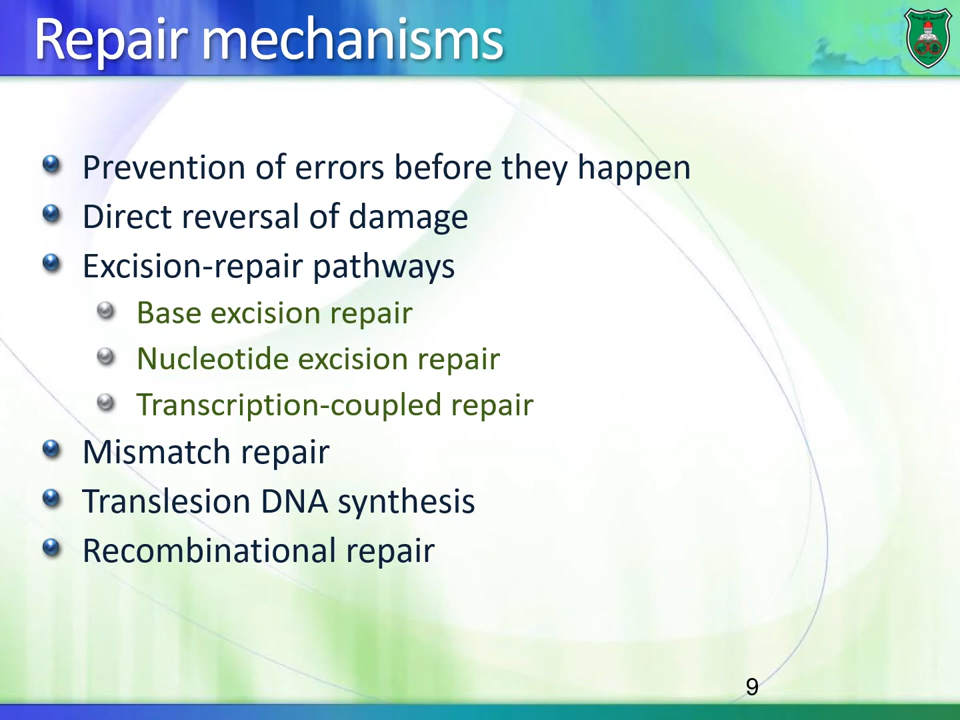 Repair mechanisms
Prevention of errors before they happen
Direct reversal of damage
Excision-repair pathways
Base excision repair
Nucleotide excision repair
Transcription-coupled repair
Mismatch repair
Translesion DNA synthesis
Recombinational repair
9